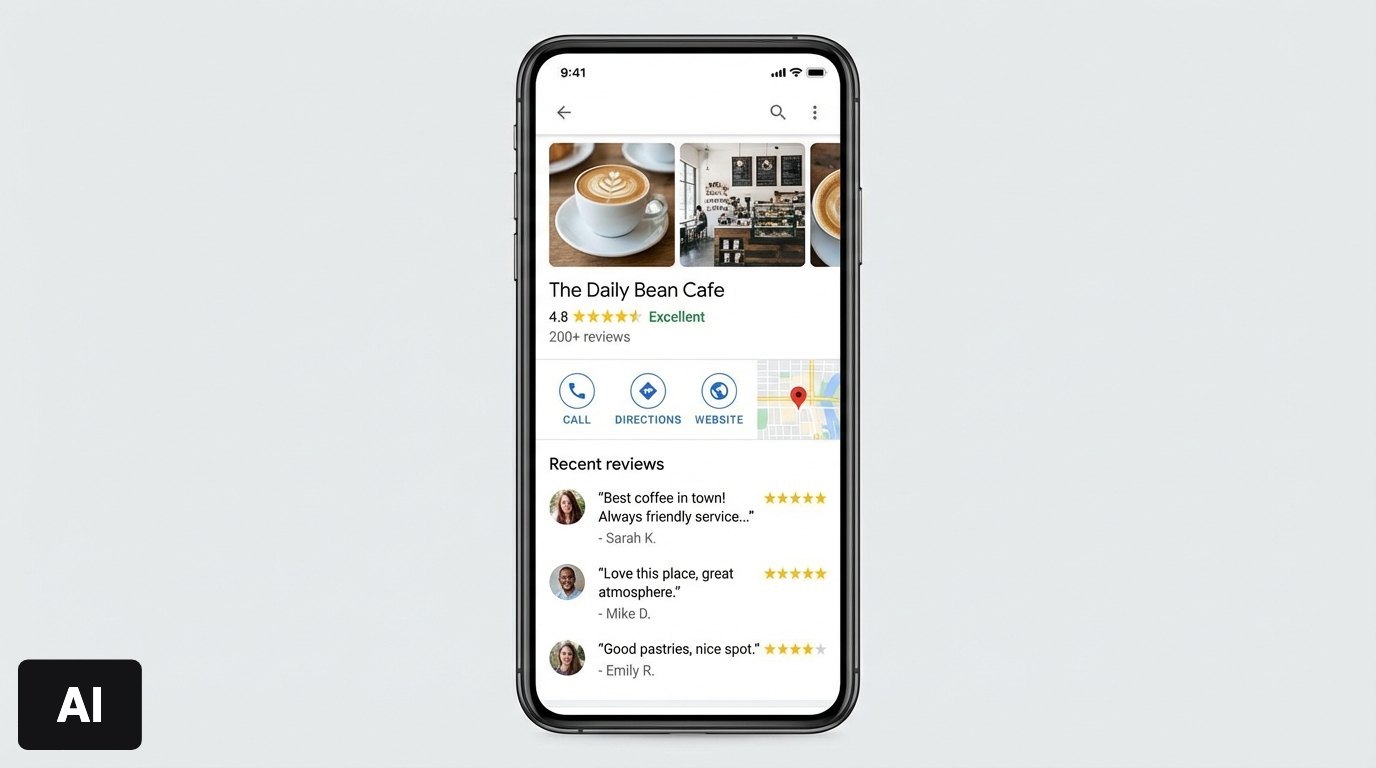 9:41
The Daily Bean Cafe
4.8 Excellent
200+ reviews
CALL DIRECTIONS WEBSITE
Recent reviews
"Best coffee in town!
Always friendly service..."
- Sarah K.
"Love this place, great
atmosphere."
- Mike D.
"Good pastries, nice spot."
- Emily R.
AI